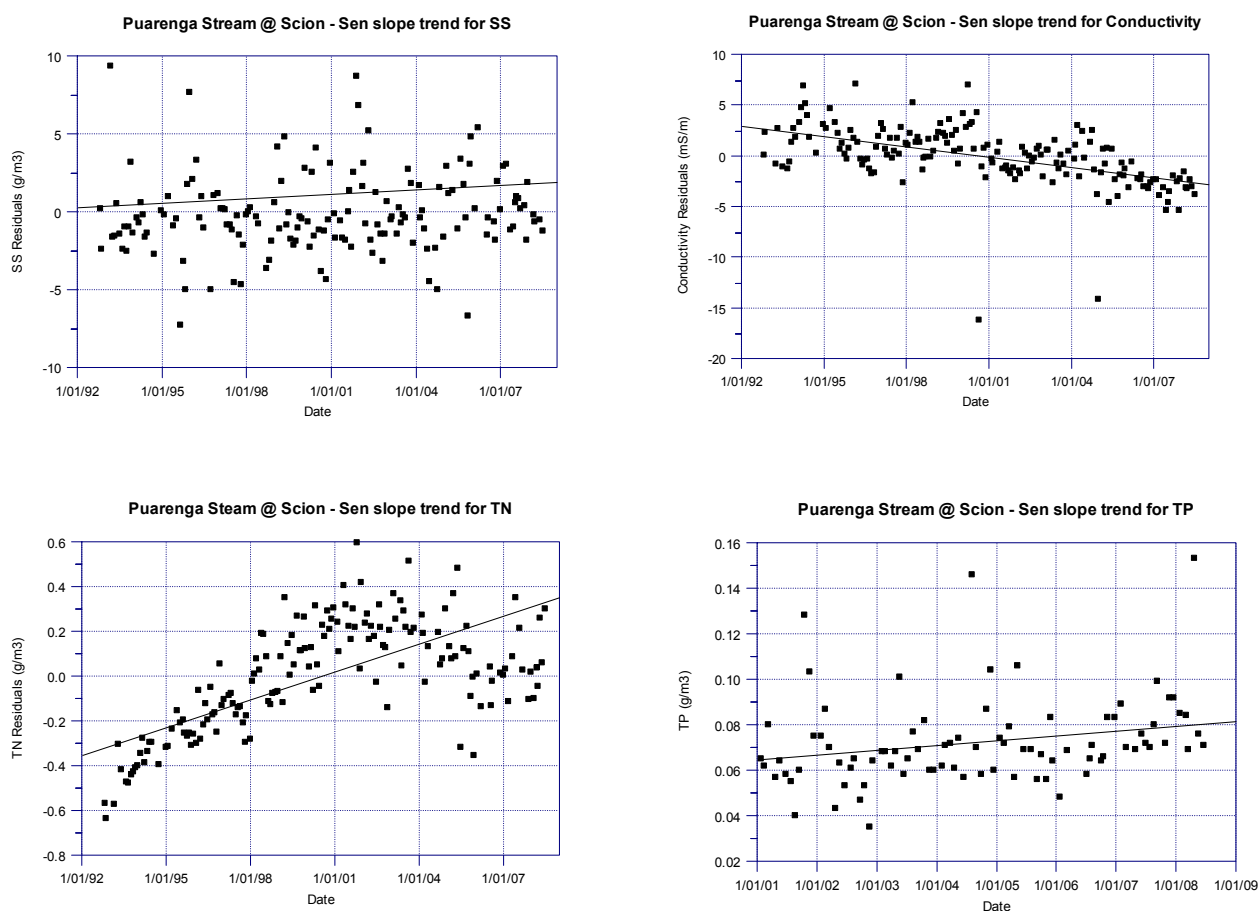 Puarenga Stream @ Scion - Sen slope trend for SS
10
5
0
-5
-10
SS Residuals (g/m3)
1/01/92 1/01/95 1/01/98 1/01/01 1/01/04 1/01/07
Date
Puarenga Stream @ Scion - Sen slope trend for Conductivity
10
5
0
-5
-10
-15
-20
Conductivity Residuals (mS/m)
1/01/92 1/01/95 1/01/98 1/01/01 1/01/04 1/01/07
Date
Puarenga Steam @ Scion - Sen slope trend for TN
0.6
0.4
0.2
0.0
-0.2
-0.4
-0.6
-0.8
TN Residuals (g/m3)
1/01/92 1/01/95 1/01/98 1/01/01 1/01/04 1/01/07
Date
Puarenga Stream @ Scion - Sen slope trend for TP
0.16
0.14
0.12
0.10
0.08
0.06
0.04
0.02
TP (g/m3)
1/01/01 1/01/02 1/01/03 1/01/04 1/01/05 1/01/06 1/01/07 1/01/08 1/01/09
Date